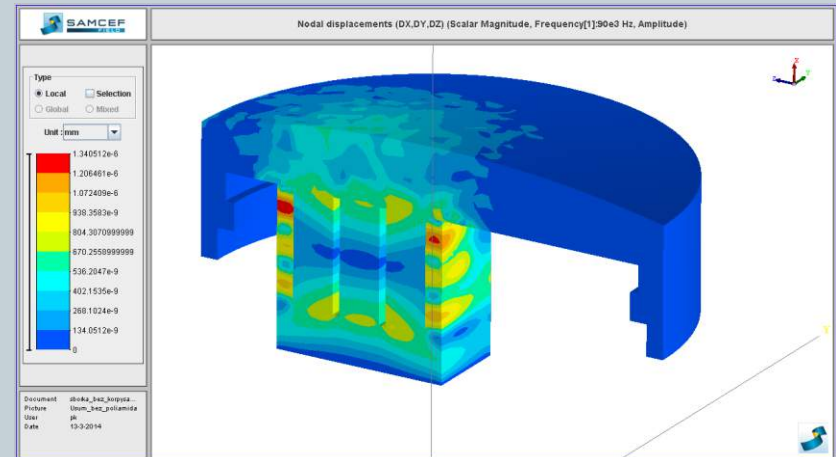 SAMCEF
FIELD
Nodal displacements (DX,DY,DZ) (Scalar Magnitude, Frequency[1]:90e3 Hz, Amplitude)
Type
Local
Selection
Global
Mixed
Unit : mm
1.340512e-6
1.206461e-6
1.072409e-6
938.3583e-9
804.3070999999
670.2558999999
536.2047e-9
402.1535e-9
268.1024e-9
134.0512e-9
0
Document
Picture Usum_bez_poliamida
User pk
Date 13-3-2014